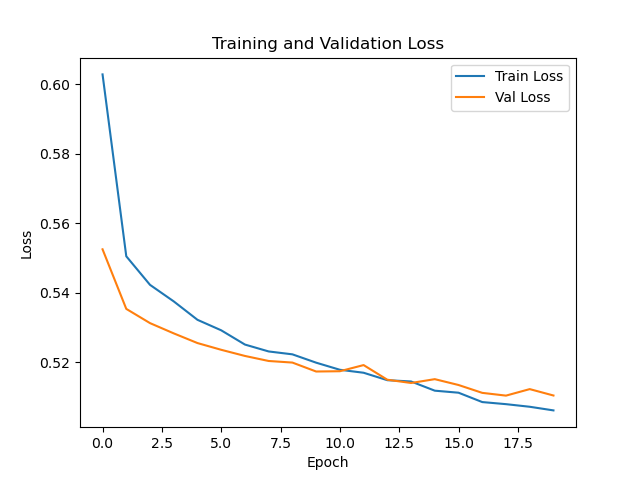 Training and Validation Loss
Train Loss
Val Loss
0.60
0.58
0.56
0.54
0.52
Loss
0.0 2.5 5.0 7.5 10.0 12.5 15.0 17.5
Epoch